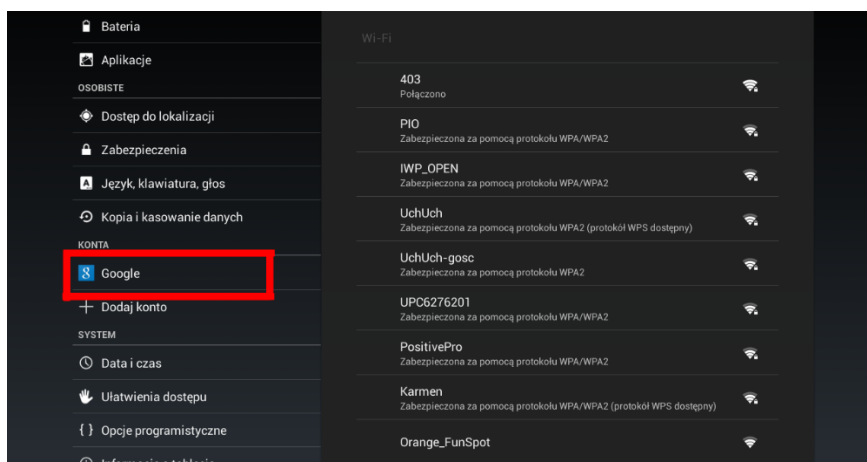 Bateria
Aplikacje
OSOBISTE
Dostęp do lokalizacji
Zabezpieczenia
Język, klawiatura, głos
Kopia i kasowanie danych
KONTA
Google
Dodaj konto
SYSTEM
Data i czas
Ułatwienia dostępu
{ } Opcje programistyczne
Wi-Fi
403
Połączono
PIO
Zabezpieczona za pomocą protokołu WPA/WPA2
IWP_OPEN
Zabezpieczona za pomocą protokołu WPA/WPA2
UchUch
Zabezpieczona za pomocą protokołu WPA2 (protokół WPS dostępny)
UchUch-gosc
Zabezpieczona za pomocą protokołu WPA2
UPC6276201
Zabezpieczona za pomocą protokołu WPA/WPA2
PositivePro
Zabezpieczona za pomocą protokołu WPA/WPA2
Karmen
Zabezpieczona za pomocą protokołu WPA/WPA2 (protokół WPS dostępny)
Orange_FunSpot